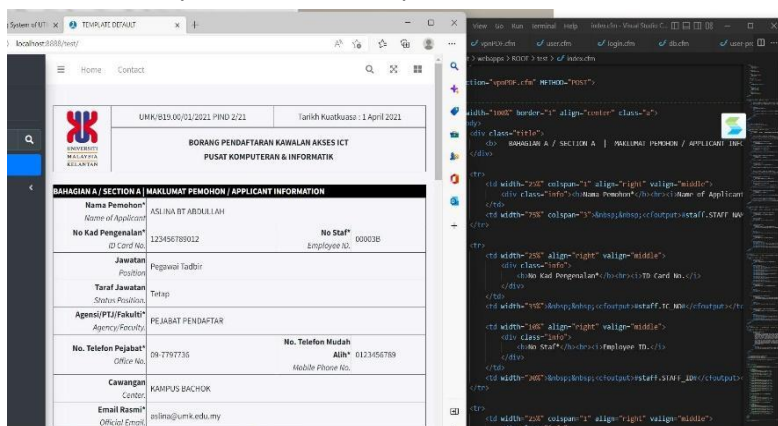 System of UTI
TEMPLATE DEFAULT
localhost:8888/test/
Home Contact
UNIVERSITI
MALAYSIA
KELANTAN
UMK/B19.00/01/2021 PIND 2/21
Tarikh Kuatkuasa : 1 April 2021
BORANG PENDAFTARAN KAWALAN AKSES ICT
PUSAT KOMPUTERAN & INFORMATIK
BAHAGIAN A / SECTION A | MAKLUMAT PEMOHON / APPLICANT INFORMATION
Nama Pemohon*
Name of Applicant
ASLINA BT ABDULLAH
No Kad Pengenalan*
ID Card No.
123456789012
No Staf*
Employee ID.
00003B
Jawatan
Position
Pegawai Tadbir
Taraf Jawatan
Status Position.
Tetap
Agensi/PTJ/Fakulti*
Agency/Faculty.
PEJABAT PENDAFTAR
No. Telefon Pejabat*
Office No.
09-7797736
No. Telefon Mudah
Alih*
Mobile Phone No.
0123456789
Cawangan
Center.
KAMPUS BACHOK
Email Rasmi*
Official Email.
aslina@umk.edu.my
View Go Run Terminal Help index.cfm - Visual Studio C...
vpnPDF.cfm user.cfm login.cfm db.cfm
> webapps > ROOT > test > index.cfm
ction="vpnPDF.cfm" METHOD="POST">
width="100%" border="1" align="center" class="a">
<div class="title">
<b> BAHAGIAN A / SECTION A | MAKLUMAT PEMOHON / APPLICANT INFO
</div>
<td width="25%" colspan="1" align="right" valign="middle">
<div class="info"><b>Nama Pemohon*</b><br><i>Name of Applicant
</td>
<td width="75%" colspan="3">&nbsp;&nbsp;<cfoutput>#staff.STAFF_NAM
</tr>
<tr>
<td width="25%" align="right" valign="middle">
<div class="info">
<b>No Kad Pengenalan*</b><br><i>ID Card No.</i>
</div>
</td>
<td width="35%">&nbsp;&nbsp;<cfoutput>#staff.IC_NO#</cfoutput></td
<td width="10%" align="right" valign="middle">
<div class="info">
<b>No Staf*</b><br><i>Employee ID.</i>
</div>
</td>
<td width="30%">&nbsp;&nbsp;<cfoutput>#staff.STAFF_ID#</cfoutput>
</tr>
<tr>
<td width="25%" colspan="1" align="right" valign="middle">